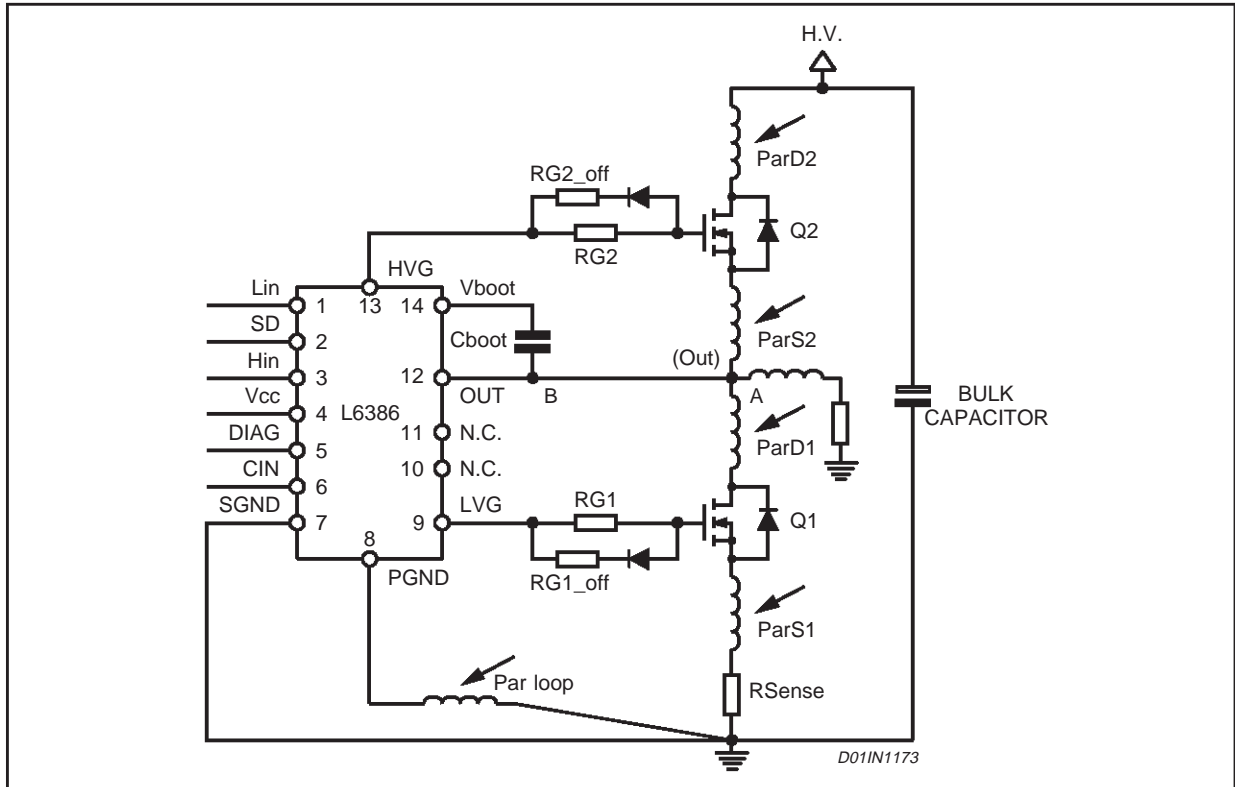 H.V.
ParD2
RG2_off
RG2
Q2
HVG
Lin
1
13
14
Vboot
SD
2
Cboot
ParS2
(Out)
Hin
3
12
OUT
B
A
Vcc
4
L6386
11
N.C.
BULK
CAPACITOR
DIAG
5
10
N.C.
ParD1
CIN
6
SGND
7
9
LVG
RG1
Q1
8
PGND
RG1_off
ParS1
Par loop
RSense
D01IN1173